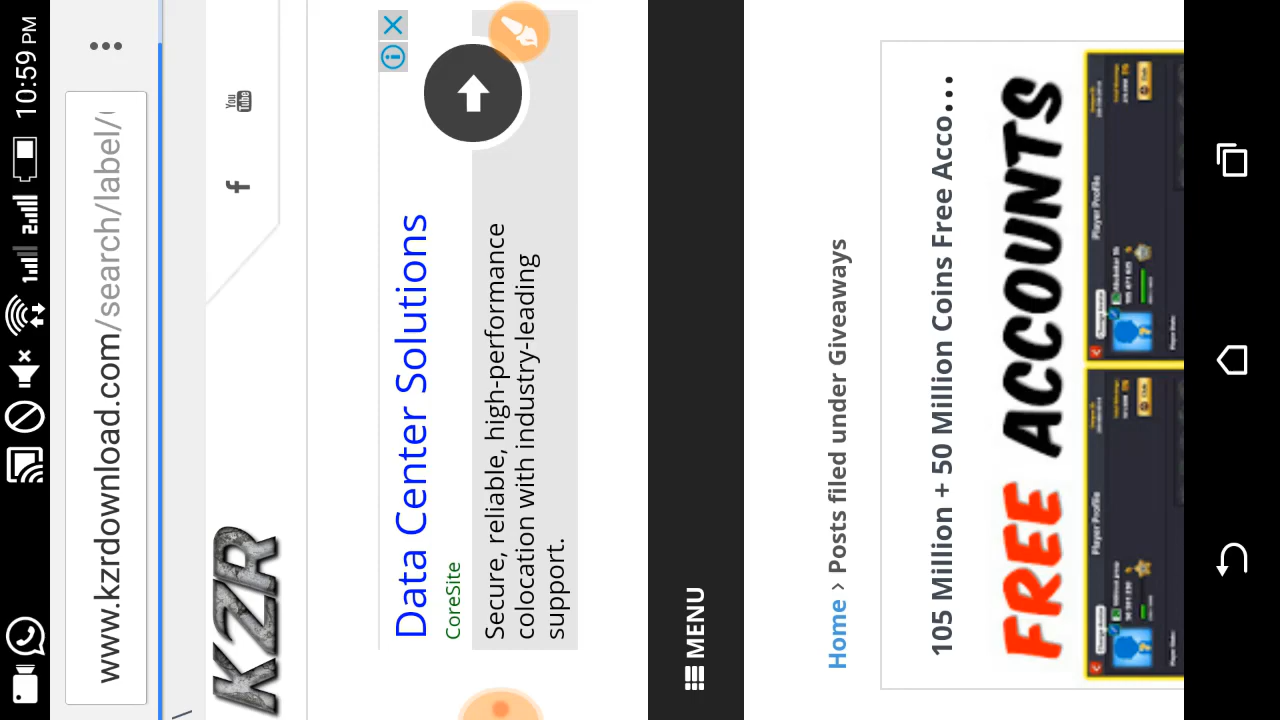 10:59 PM
www.kzrdownload.com/search/label/
KZR
f
You
Tube
Data Center Solutions
CoreSite
Secure, reliable, high-performance
colocation with industry-leading
support.
MENU
Home > Posts filed under Giveaways
105 Million + 50 Million Coins Free Acco...
FREE ACCOUNTS
Player Profile
Player Profile